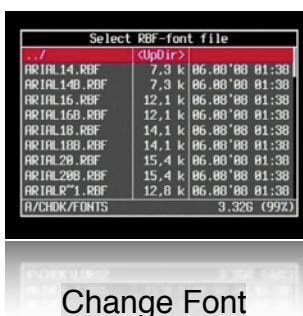 Select RBF-font file
../ <UpDir>
ARIAL14.RBF 7,3 k 06.08'08 01:38
ARIAL14B.RBF 7,3 k 06.08'08 01:38
ARIAL16.RBF 12,1 k 06.08'08 01:38
ARIAL16B.RBF 12,1 k 06.08'08 01:38
ARIAL18.RBF 14,1 k 06.08'08 01:38
ARIAL18B.RBF 14,1 k 06.08'08 01:38
ARIAL20.RBF 15,4 k 06.08'08 01:38
ARIAL20B.RBF 15,4 k 06.08'08 01:38
ARIALR~1.RBF 12,8 k 06.08'08 01:38
A/CHDK/FONTS 3.32G (99%)
Change Font